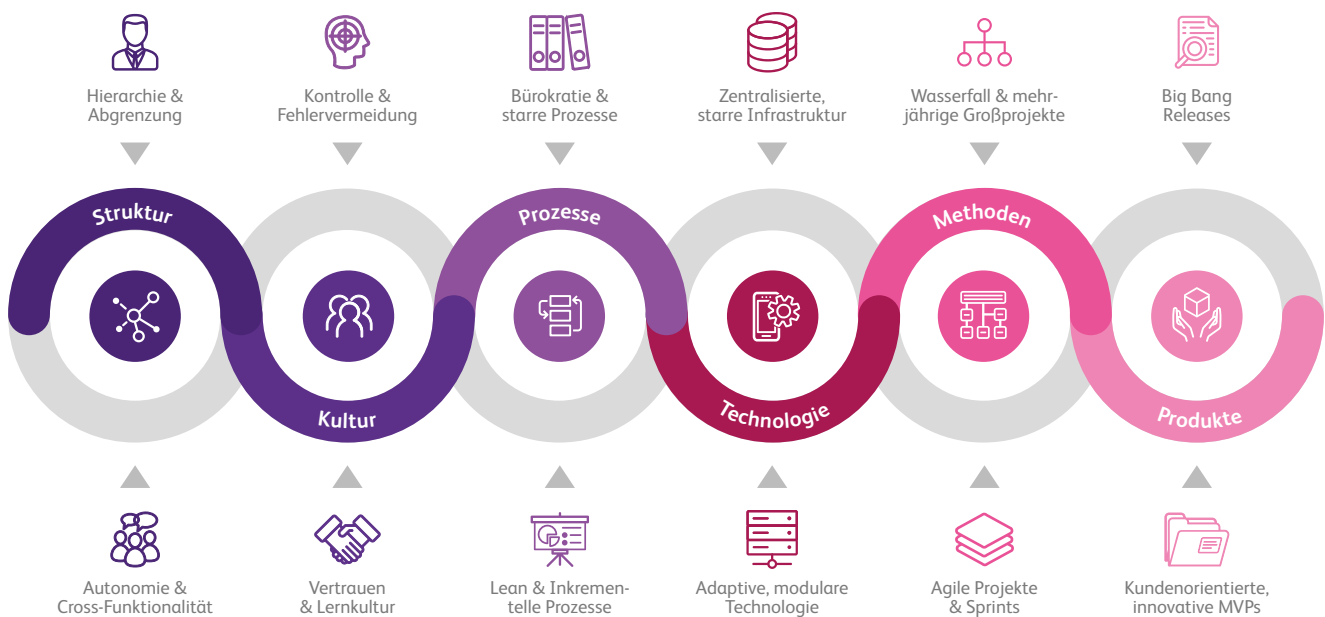 Hierarchie &
Abgrenzung
Kontrolle &
Fehlervermeidung
Bürokratie &
starre Prozesse
Zentralisierte,
starre Infrastruktur
Wasserfall & mehr-
jährige Großprojekte
Big Bang
Releases
Struktur
Kultur
Prozesse
Technologie
Methoden
Produkte
Autonomie &
Cross-Funktionalität
Vertrauen
& Lernkultur
Lean & Inkremen-
telle Prozesse
Adaptive, modulare
Technologie
Agile Projekte
& Sprints
Kundenorientierte,
innovative MVPs